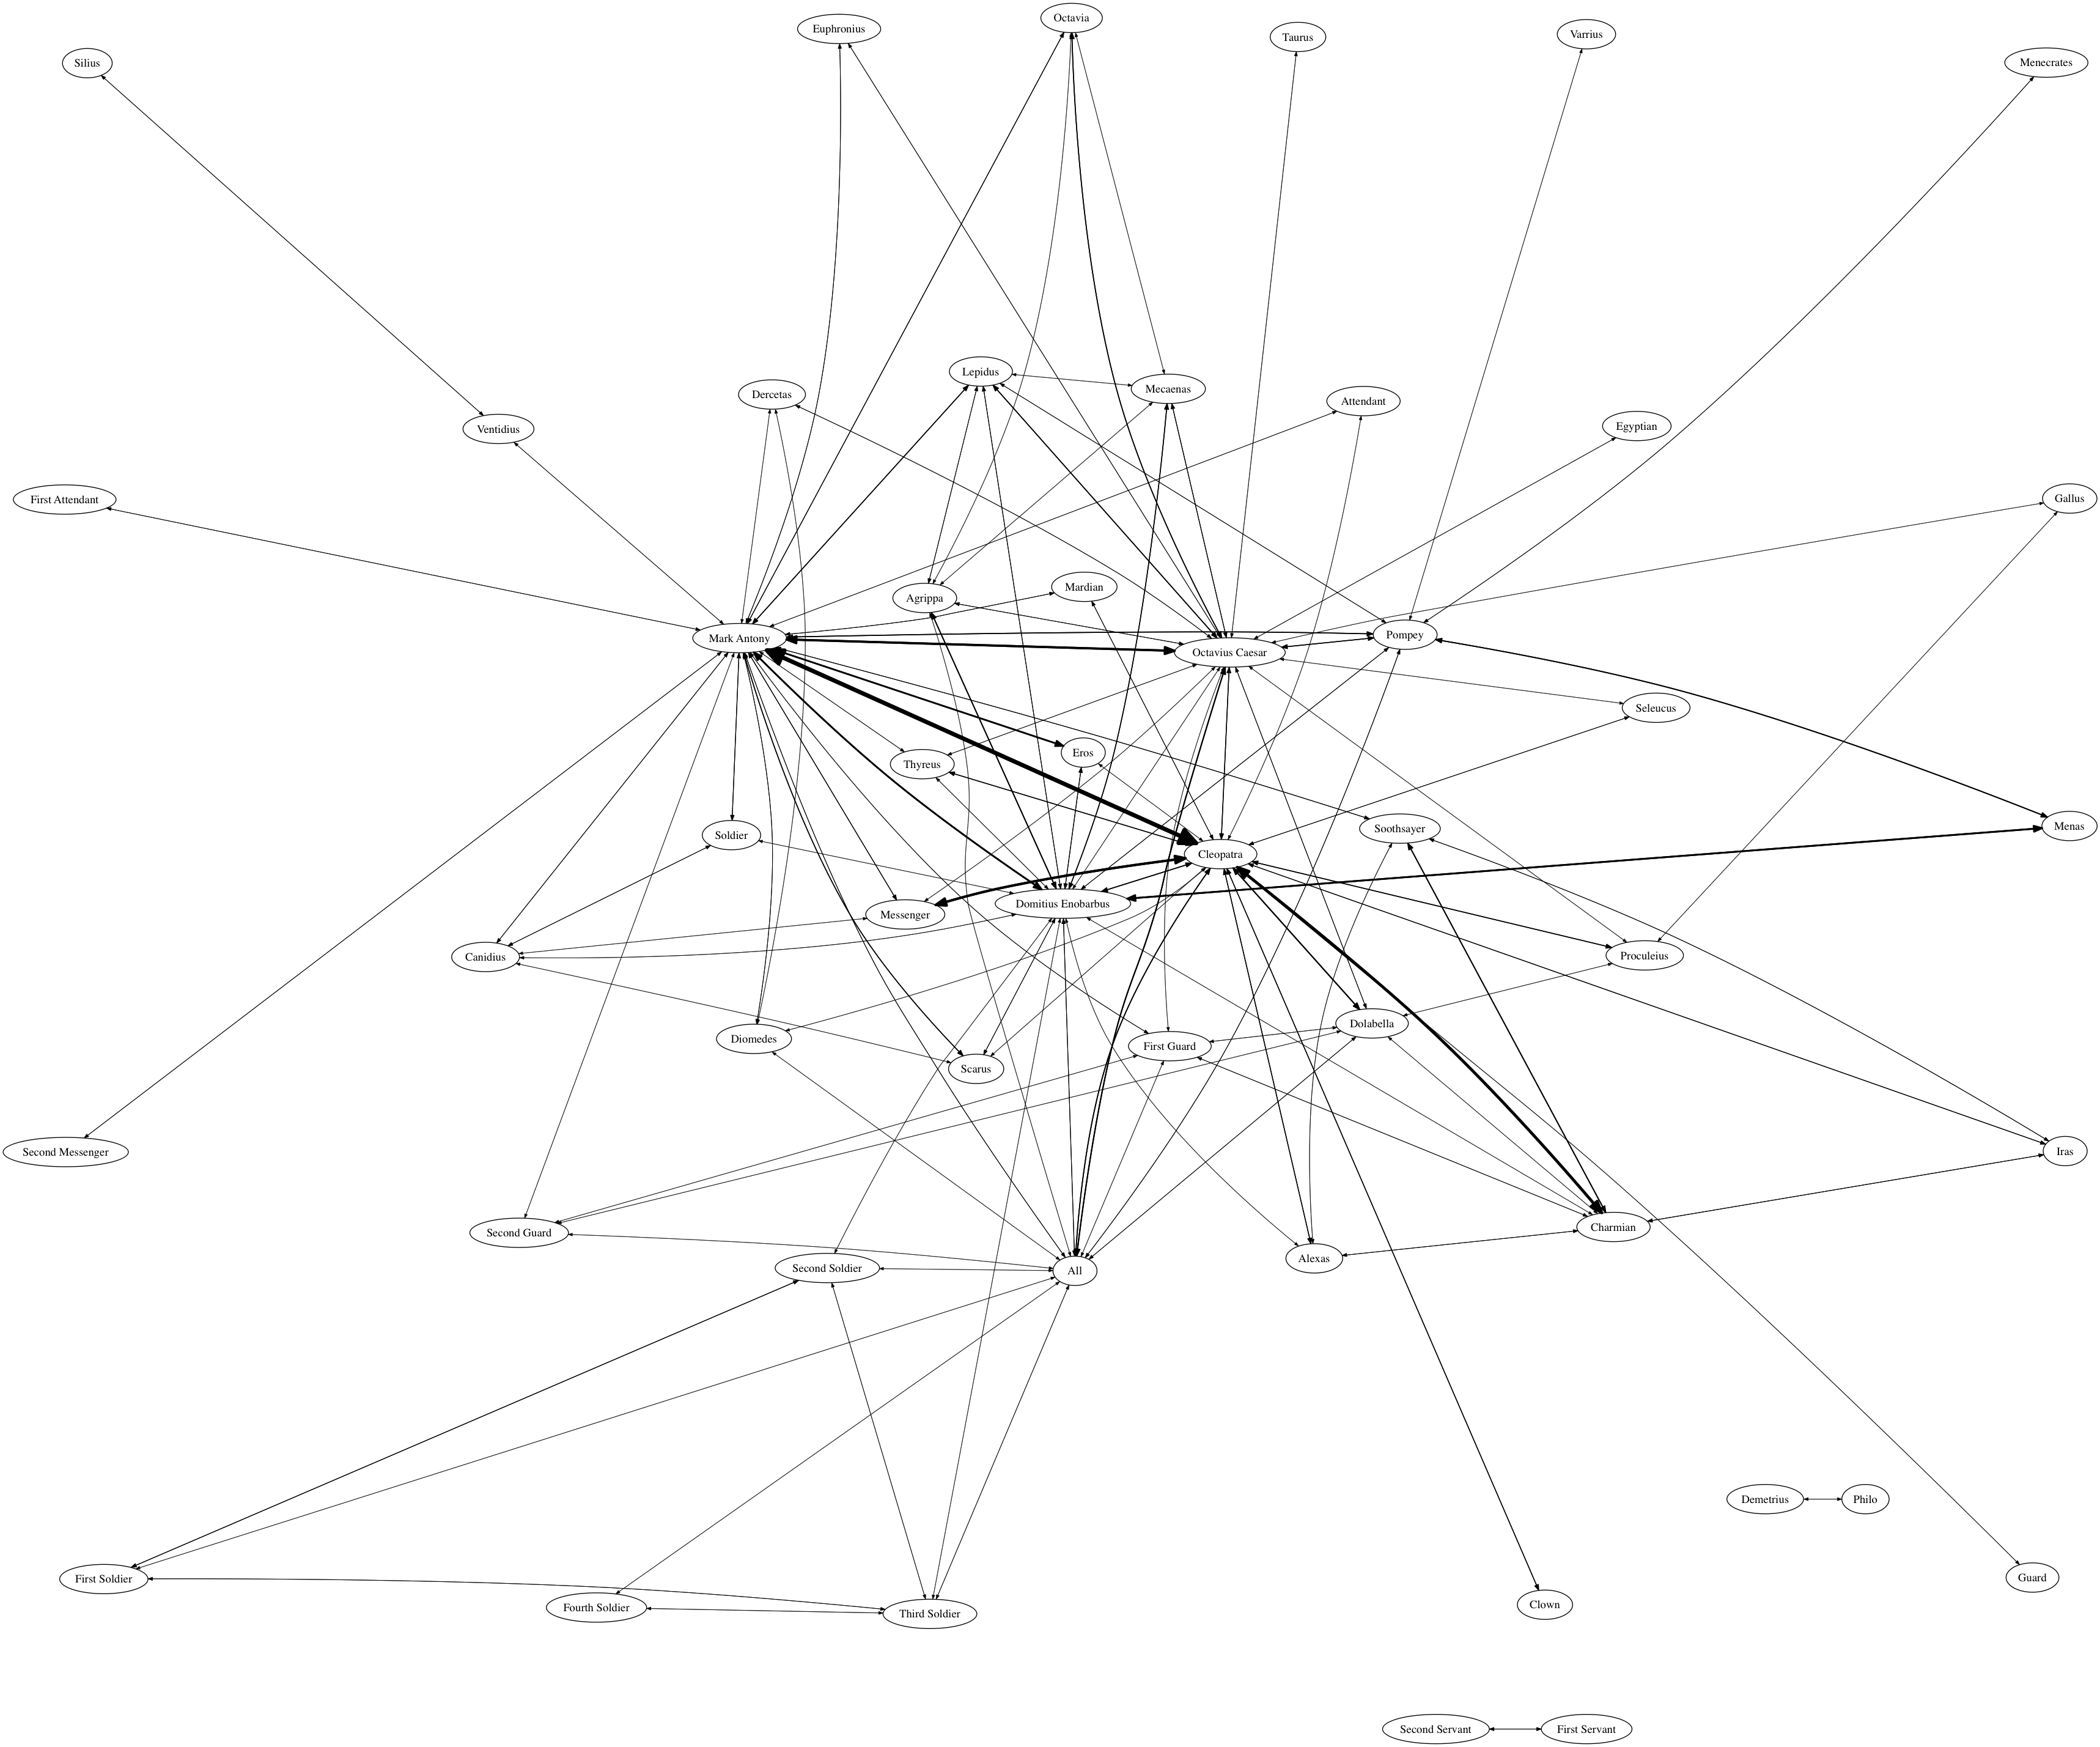 Octavia
Euphronius
Varrius
Taurus
Silius
Menecrates
Lepidus
Mecaenas
Dercetas
Attendant
Egyptian
Ventidius
Gallus
First Attendant
Mardian
Agrippa
Pompey
Mark Antony
Octavius Caesar
Seleucus
Eros
Thyreus
Menas
Soothsayer
Soldier
Cleopatra
Domitius Enobarbus
Messenger
Proculeius
Canidius
Dolabella
Diomedes
First Guard
Scarus
Iras
Second Messenger
Charmian
Second Guard
Alexas
Second Soldier
All
Demetrius
Philo
Guard
First Soldier
Clown
Fourth Soldier
Third Soldier
Second Servant
First Servant